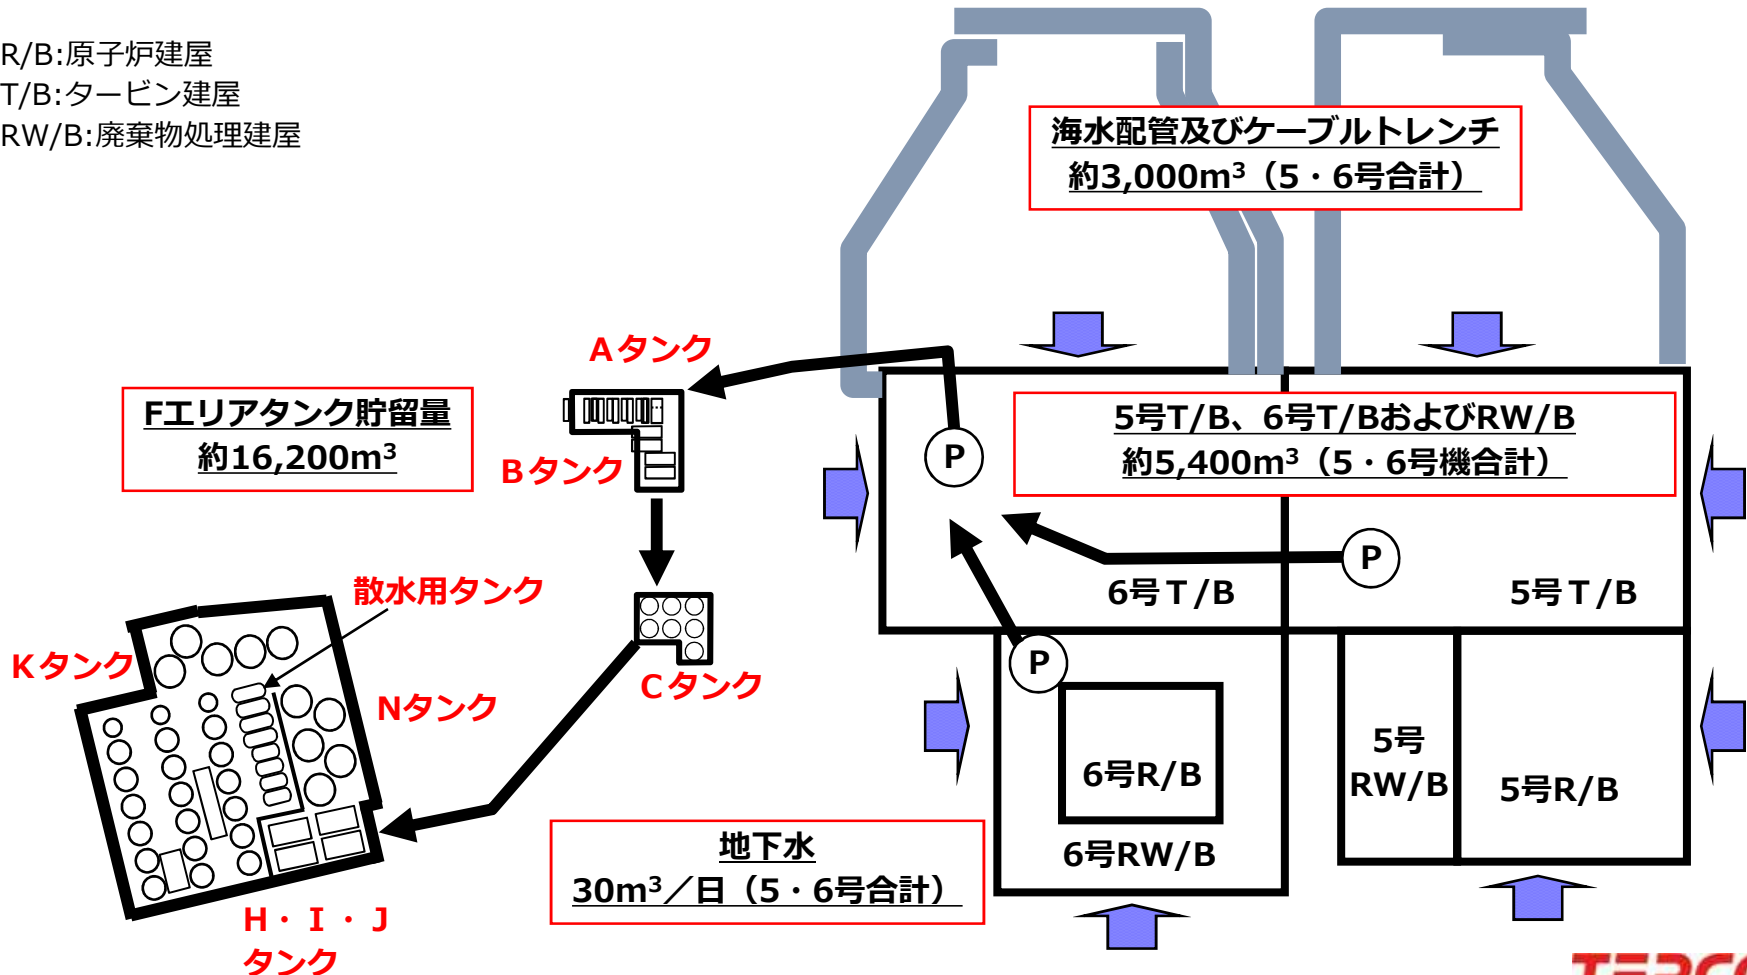 R/B:原子炉建屋
T/B:タービン建屋
RW/B:廃棄物処理建屋
海水配管及びケーブルトレンチ
約3,000m³（5・6号合計）
Aタンク
Fエリアタンク貯留量
約16,200m³
Bタンク
5号T/B、6号T/BおよびRW/B
約5,400m³（5・6号機合計）
P
P
6号T/B
5号T/B
散水用タンク
Kタンク
Nタンク
Cタンク
P
6号R/B
6号RW/B
5号
RW/B
5号R/B
地下水
30m³／日（5・6号合計）
H・I・J
タンク